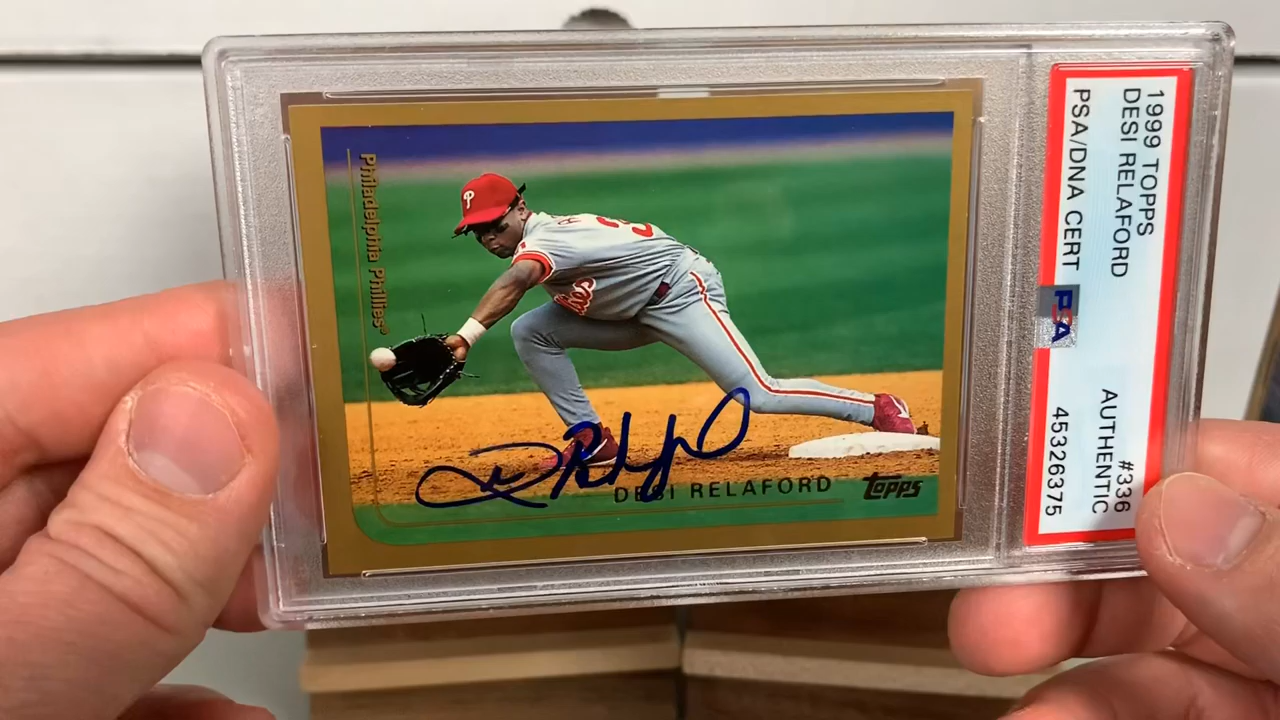 Philadelphia Phillies®
P
DESI RELAFORD
TOPPS
1999 TOPPS
DESI RELAFORD
PSA/DNA CERT
PSA
#336
AUTHENTIC
45326375